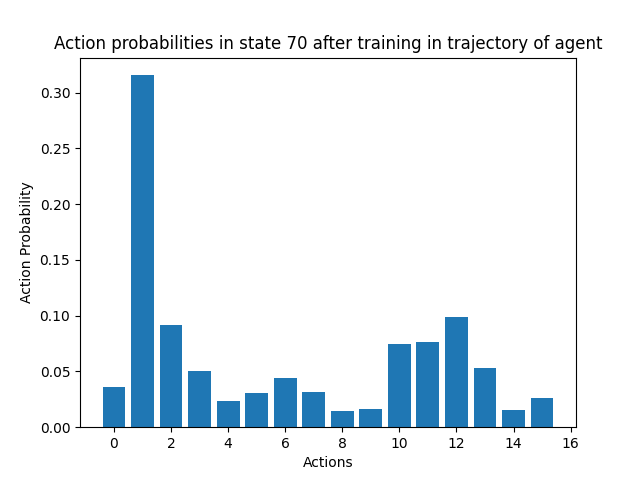 Action probabilities in state 70 after training in trajectory of agent
0.30
0.25
0.20
0.15
0.10
0.05
0.00
Action Probability
0 2 4 6 8 10 12 14 16
Actions